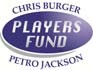 CHRIS BURGER
PLAYERS
FUND
PETRO JACKSON